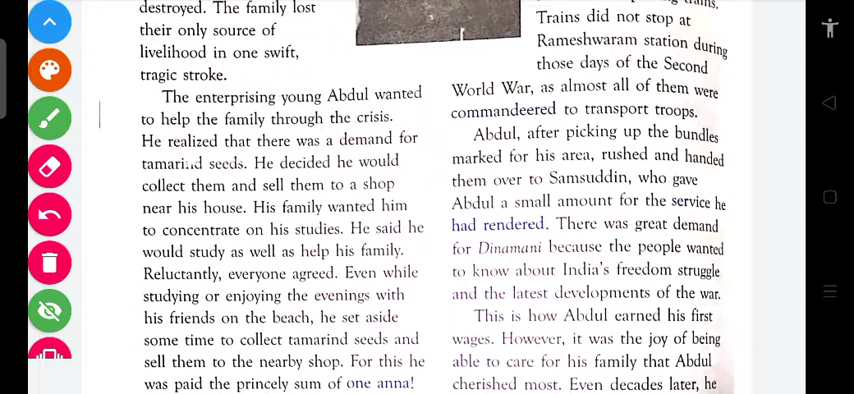 destroyed. The family lost
their only source of
livelihood in one swift,
tragic stroke.
The enterprising young Abdul wanted
to help the family through the crisis.
He realized that there was a demand for
tamarind seeds. He decided he would
collect them and sell them to a shop
near his house. His family wanted him
to concentrate on his studies. He said he
would study as well as help his family.
Reluctantly, everyone agreed. Even while
studying or enjoying the evenings with
his friends on the beach, he set aside
some time to collect tamarind seeds and
sell them to the nearby shop. For this he
was paid the princely sum of one anna!
trains.
Trains did not stop at
Rameshwaram station during
those days of the Second
World War, as almost all of them were
commandeered to transport troops.
Abdul, after picking up the bundles
marked for his area, rushed and handed
them over to Samsuddin, who gave
Abdul a small amount for the service he
had rendered. There was great demand
for Dinamani because the people wanted
to know about India's freedom struggle
and the latest developments of the war.
This is how Abdul earned his first
wages. However, it was the joy of being
able to care for his family that Abdul
cherished most. Even decades later, he